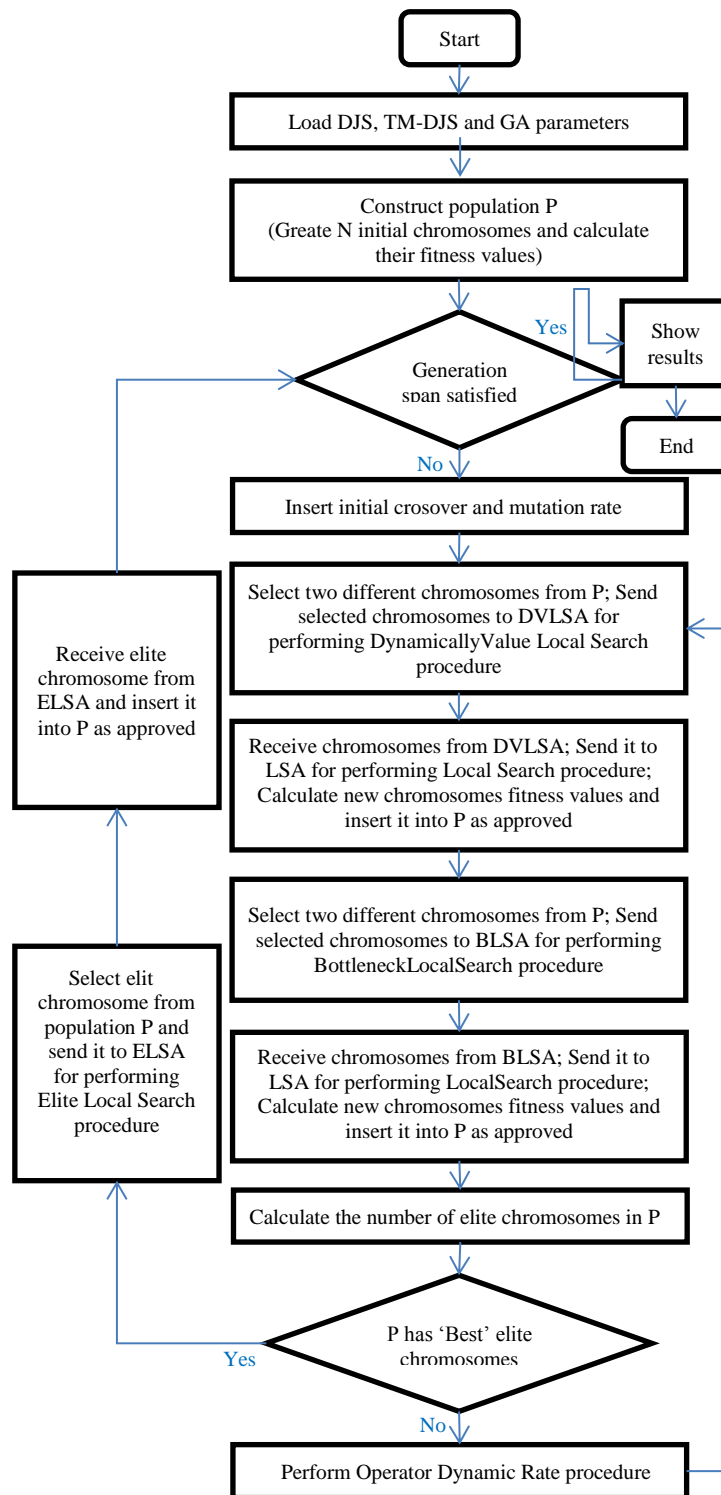 Start
Load DJS, TM-DJS and GA parameters
Construct population P
(Greate N initial chromosomes and calculate
their fitness values)
Yes
Show
results
Generation
span satisfied
End
No
Insert initial crosover and mutation rate
Select two different chromosomes from P; Send
selected chromosomes to DVLSA for
performing DynamicallyValue Local Search
procedure
Receive elite
chromosome from
ELSA and insert it
into P as approved
Receive chromosomes from DVLSA; Send it to
LSA for performing Local Search procedure;
Calculate new chromosomes fitness values and
insert it into P as approved
Select two different chromosomes from P; Send
selected chromosomes to BLSA for performing
BottleneckLocalSearch procedure
Select elit
chromosome from
population P and
send it to ELSA
for performing
Elite Local Search
procedure
Receive chromosomes from BLSA; Send it to
LSA for performing LocalSearch procedure;
Calculate new chromosomes fitness values and
insert it into P as approved
Calculate the number of elite chromosomes in P
P has ‘Best’ elite
chromosomes
Yes
No
Perform Operator Dynamic Rate procedure